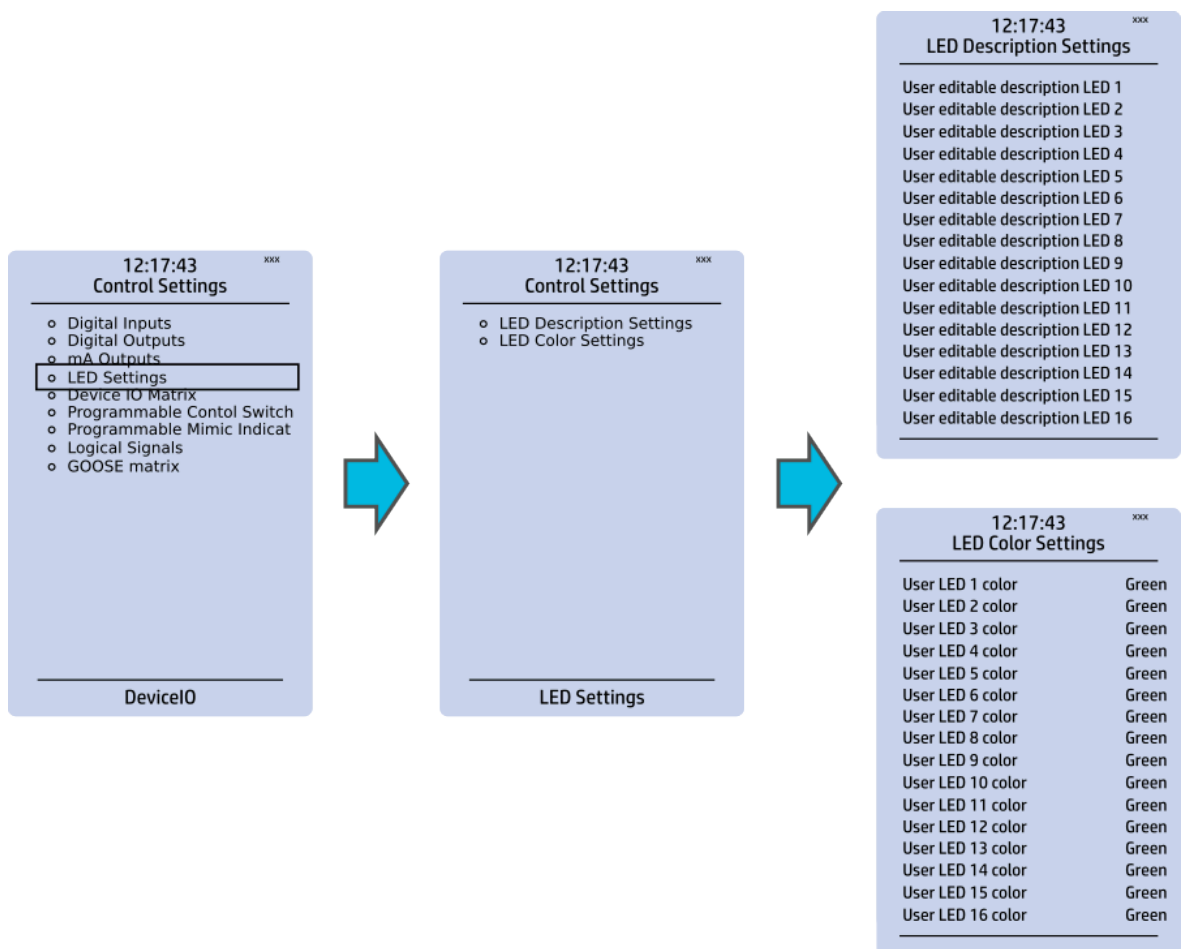 12:17:43 xxx
Control Settings
Digital Inputs
Digital Outputs
mA Outputs
LED Settings
Device IO Matrix
Programmable Contol Switch
Programmable Mimic Indicat
Logical Signals
GOOSE matrix
DeviceIO
12:17:43 xxx
Control Settings
LED Description Settings
LED Color Settings
LED Settings
12:17:43 xxx
LED Description Settings
User editable description LED 1
User editable description LED 2
User editable description LED 3
User editable description LED 4
User editable description LED 5
User editable description LED 6
User editable description LED 7
User editable description LED 8
User editable description LED 9
User editable description LED 10
User editable description LED 11
User editable description LED 12
User editable description LED 13
User editable description LED 14
User editable description LED 15
User editable description LED 16
12:17:43 xxx
LED Color Settings
User LED 1 color Green
User LED 2 color Green
User LED 3 color Green
User LED 4 color Green
User LED 5 color Green
User LED 6 color Green
User LED 7 color Green
User LED 8 color Green
User LED 9 color Green
User LED 10 color Green
User LED 11 color Green
User LED 12 color Green
User LED 13 color Green
User LED 14 color Green
User LED 15 color Green
User LED 16 color Green